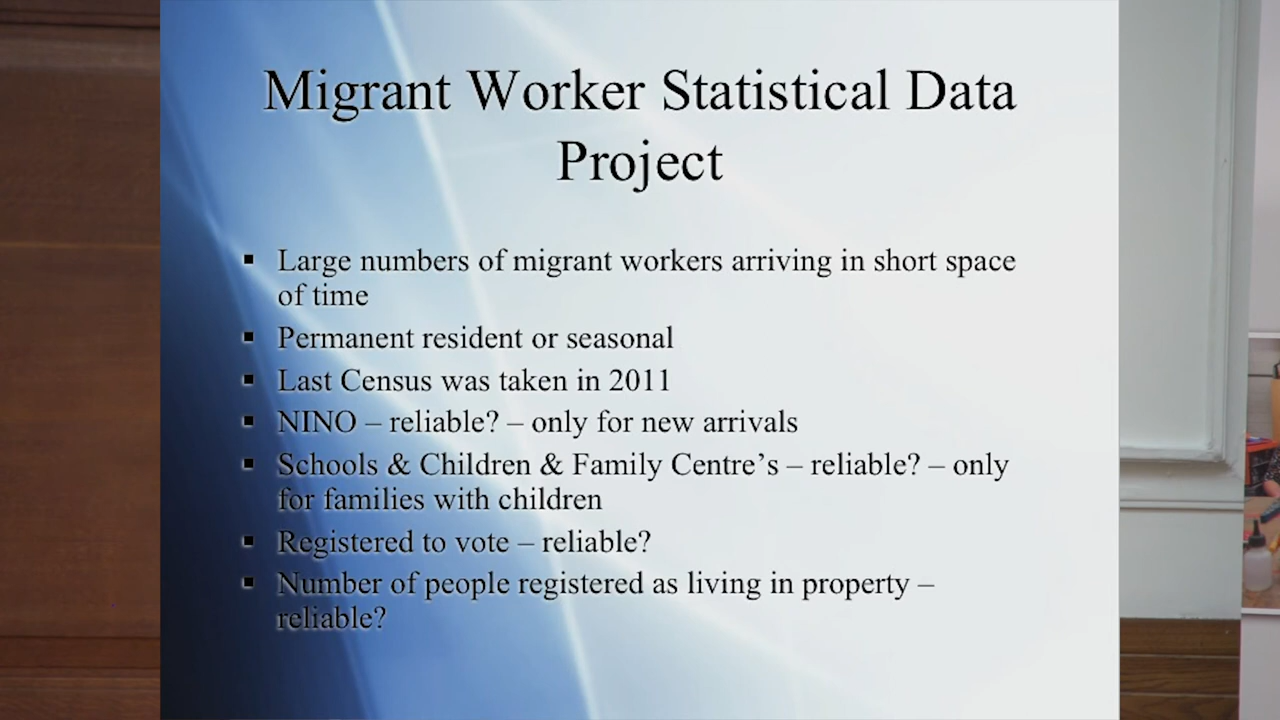 Migrant Worker Statistical Data
Project
▪ Large numbers of migrant workers arriving in short space
of time
▪ Permanent resident or seasonal
▪ Last Census was taken in 2011
▪ NINO – reliable? – only for new arrivals
▪ Schools & Children & Family Centre’s – reliable? – only
for families with children
▪ Registered to vote – reliable?
▪ Number of people registered as living in property –
reliable?